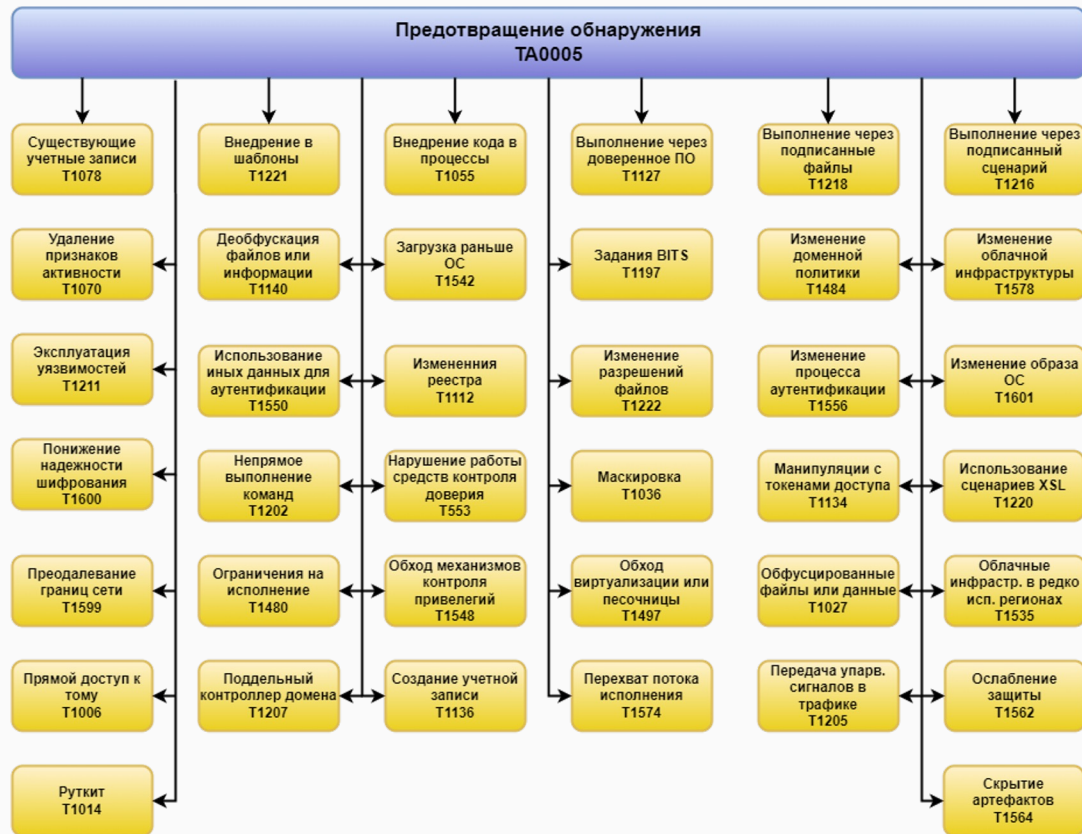 Предотвращение обнаружения
TA0005
Существующие
учетные записи
T1078
Внедрение в
шаблоны
T1221
Внедрение кода в
процессы
T1055
Выполнение через
доверенное ПО
T1127
Выполнение через
подписанные
файлы
T1218
Выполнение через
подписанный
сценарий
T1216
Удаление
признаков
активности
T1070
Деобфускация
файлов или
информации
T1140
Загрузка раньше
ОС
T1542
Задания BITS
T1197
Изменение
доменной
политики
T1484
Изменение
облачной
инфраструктуры
T1578
Эксплуатация
уязвимостей
T1211
Использование
иных данных для
аутентификации
T1550
Измененния
реестра
T1112
Изменение
разрешений
файлов
T1222
Изменение
процесса
аутентификации
T1556
Изменение образа
ОС
T1601
Понижение
надежности
шифрования
T1600
Непрямое
выполнение
команд
T1202
Нарушение работы
средств контроля
доверия
T553
Маскировка
T1036
Манипуляции с
токенами доступа
T1134
Использование
сценариев XSL
T1220
Преодалевание
границ сети
T1599
Ограничения на
исполнение
T1480
Обход механизмов
контроля
привелегий
T1548
Обход
виртуализации или
песочницы
T1497
Обфусцированные
файлы или данные
T1027
Облачные
инфрастр. в редко
исп. регионах
T1535
Прямой доступ к
тому
T1006
Поддельный
контроллер домена
T1207
Создание учетной
записи
T1136
Перехват потока
исполнения
T1574
Передача упарв.
сигналов в
трафике
T1205
Ослабление
защиты
T1562
Руткит
T1014
Скрытие
артефактов
T1564